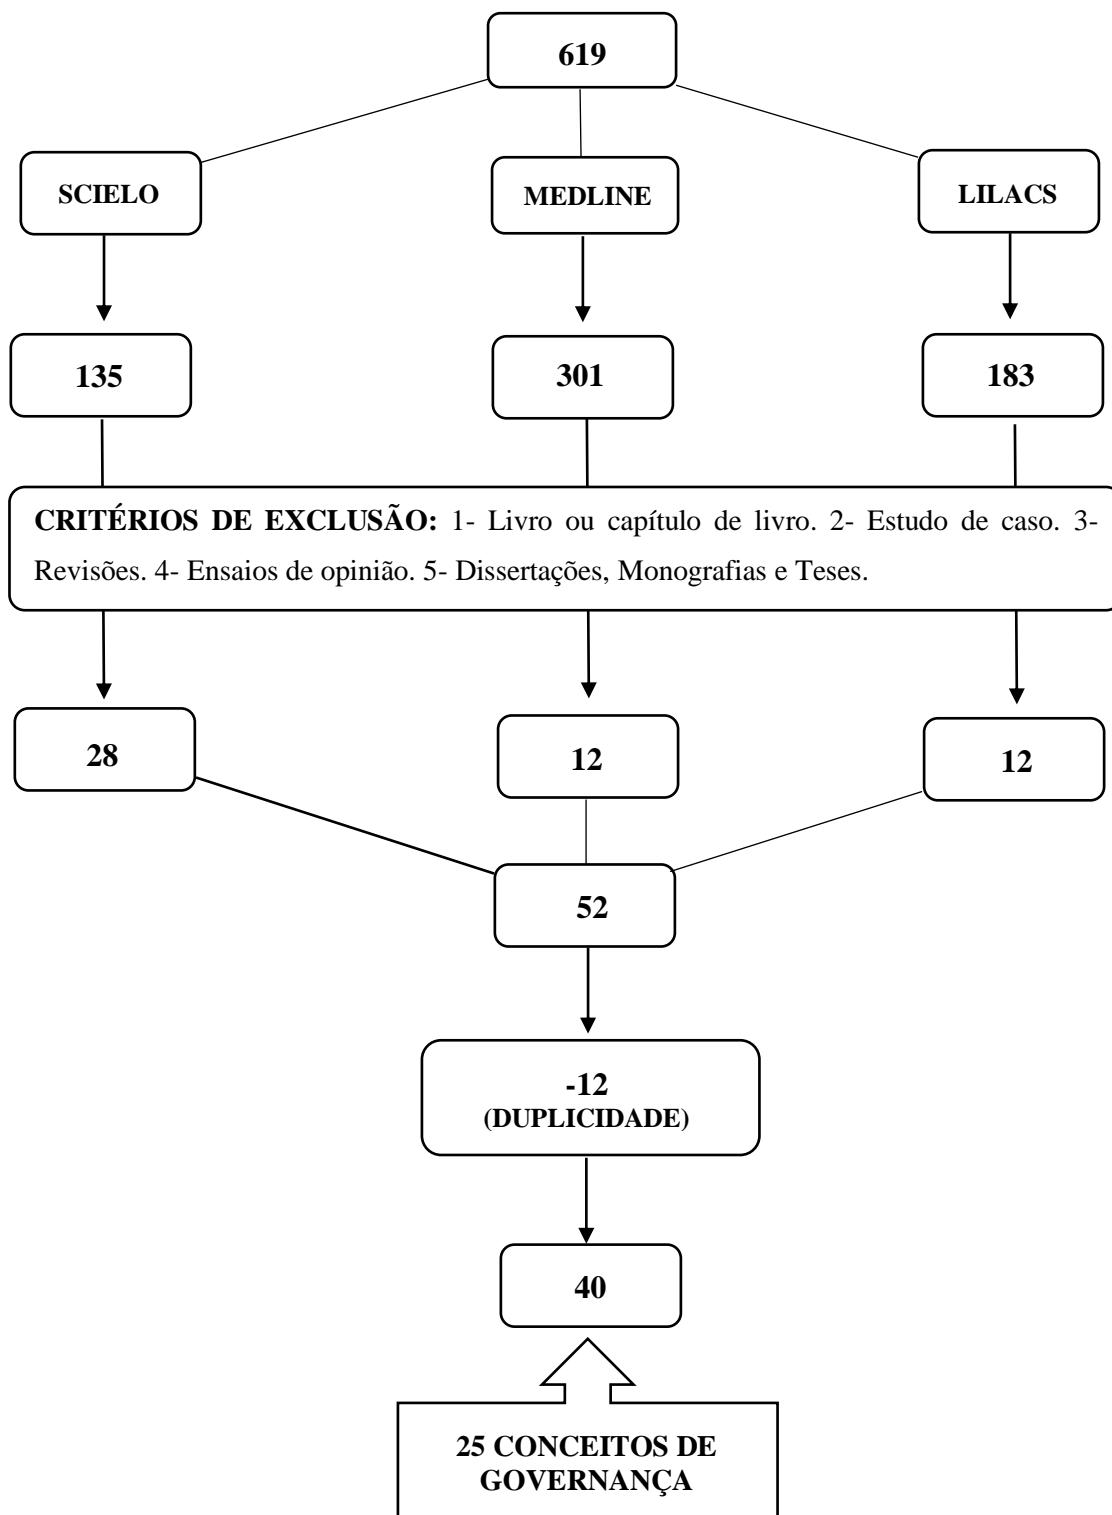 619
SCIELO
MEDLINE
LILACS
135
301
183
CRITÉRIOS DE EXCLUSÃO: 1- Livro ou capítulo de livro. 2- Estudo de caso. 3-
Revisões. 4- Ensaios de opinião. 5- Dissertações, Monografias e Teses.
28
12
12
52
-12
(DUPLICIDADE)
40
25 CONCEITOS DE
GOVERNANÇA